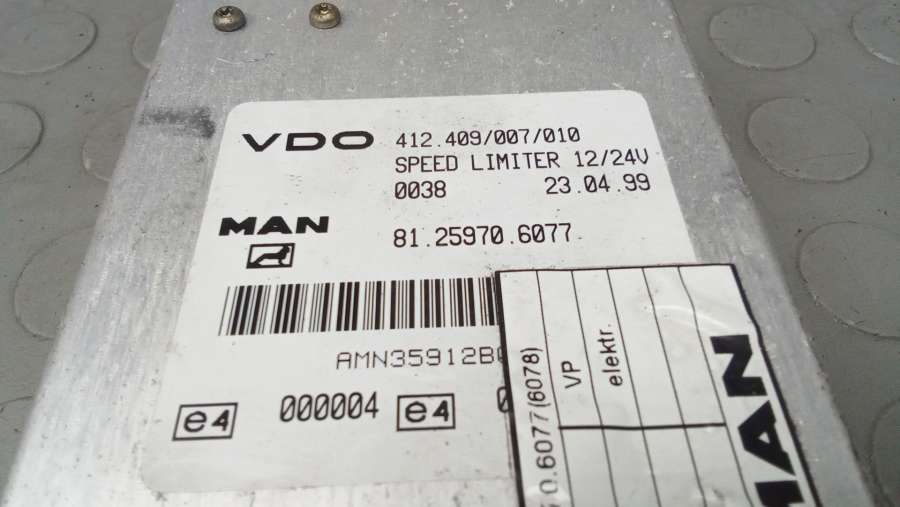 VDO 412.409/007/010
SPEED LIMITER 12/24V
0038 23.04.99
MAN 81.25970.6077
AMN35912B
e4 000004 e4
0.6077(6078)
VP
elektr.
MAN